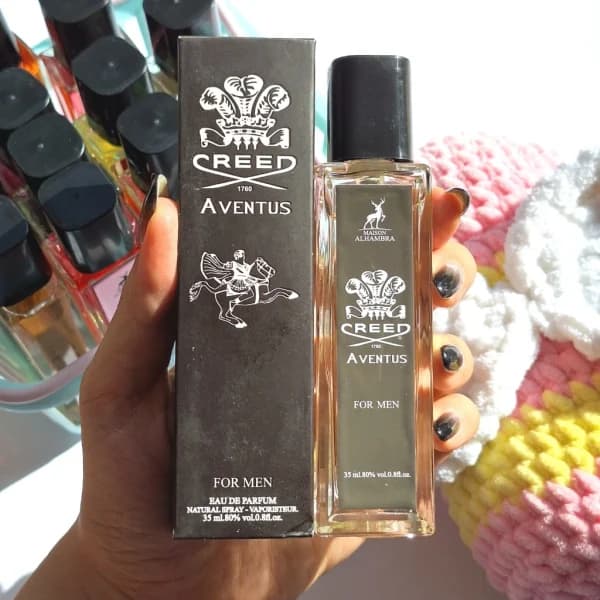 CREED
1760
AVENTUS
FOR MEN
EAU DE PARFUM
NATURAL SPRAY - VAPORISTEUR.
35 ml.80% vol.0.8fl.oz.
MAISON
ALHAMBRA
CREED
1760
AVENTUS
FOR MEN
35 ml.80% vol.0.8fl.oz.